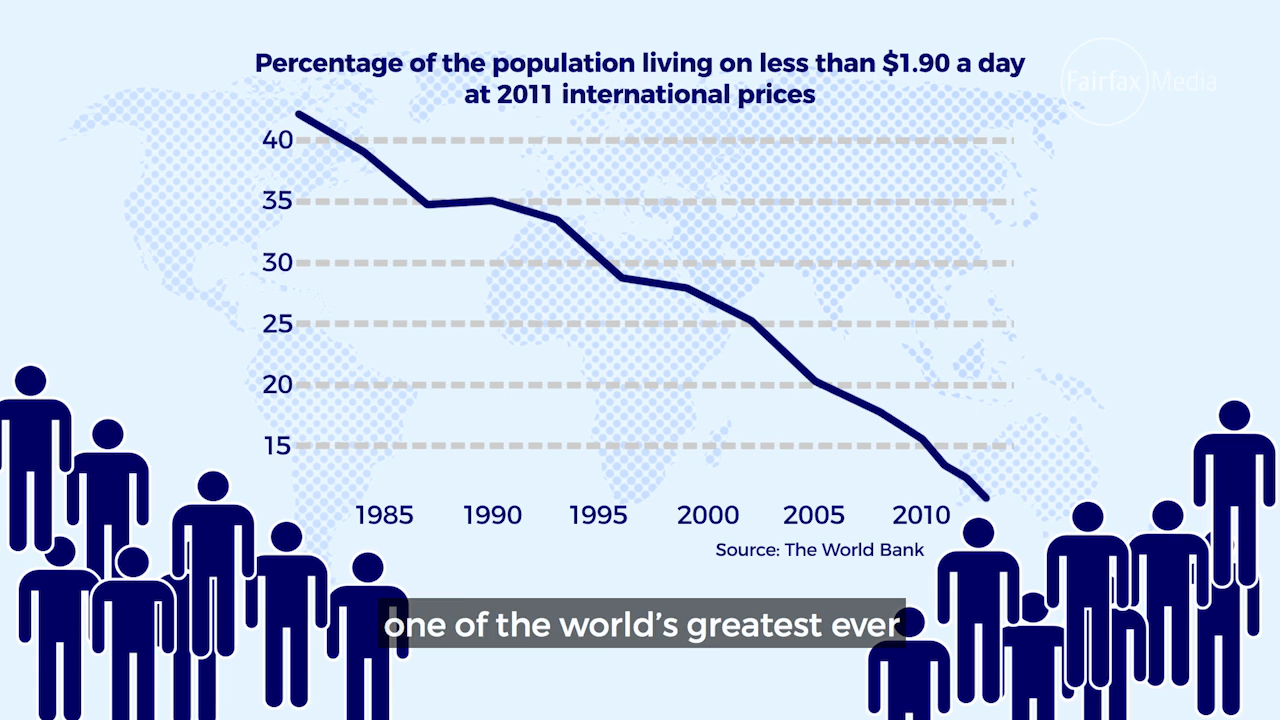 Percentage of the population living on less than $1.90 a day
at 2011 international prices
Fairfax Media
40
35
30
25
20
15
1985 1990 1995 2000 2005 2010
Source: The World Bank
one of the world's greatest ever